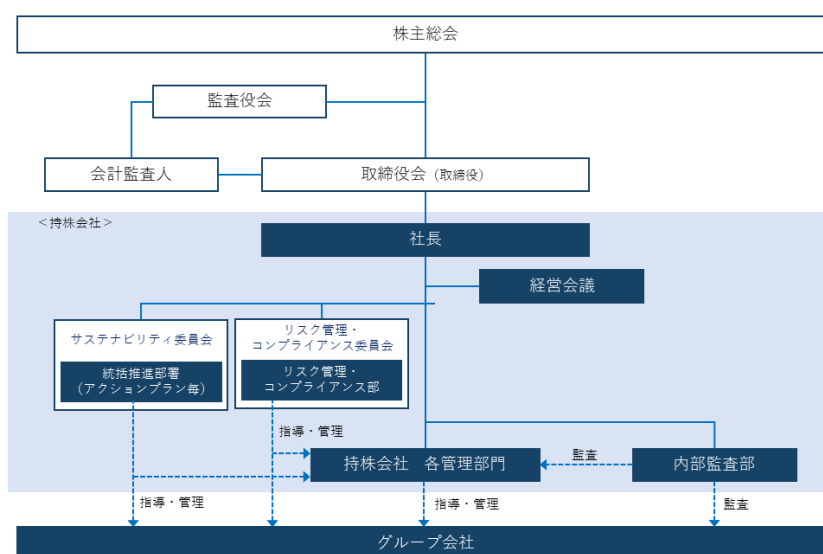 株主総会
監査役会
会計監査人
取締役会（取締役）
＜持株会社＞
社長
経営会議
サステナビリティ委員会
統括推進部署
（アクションプラン毎）
リスク管理・
コンプライアンス委員会
リスク管理・
コンプライアンス部
指導・管理
持株会社　各管理部門
監査
内部監査部
指導・管理
指導・管理
監査
グループ会社